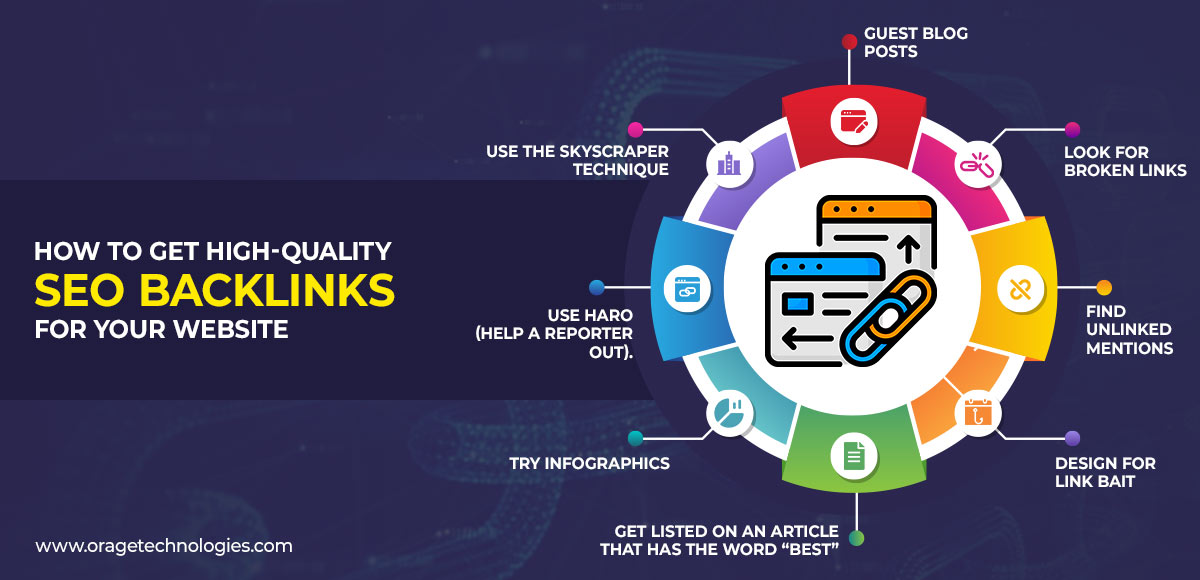 HOW TO GET HIGH-QUALITY
SEO BACKLINKS
FOR YOUR WEBSITE
www.oragetechnologies.com
GUEST BLOG
POSTS
LOOK FOR
BROKEN LINKS
FIND
UNLINKED
MENTIONS
DESIGN FOR
LINK BAIT
GET LISTED ON AN ARTICLE
THAT HAS THE WORD “BEST”
TRY INFOGRAPHICS
USE HARO
(HELP A REPORTER
OUT).
USE THE SKYSCRAPER
TECHNIQUE